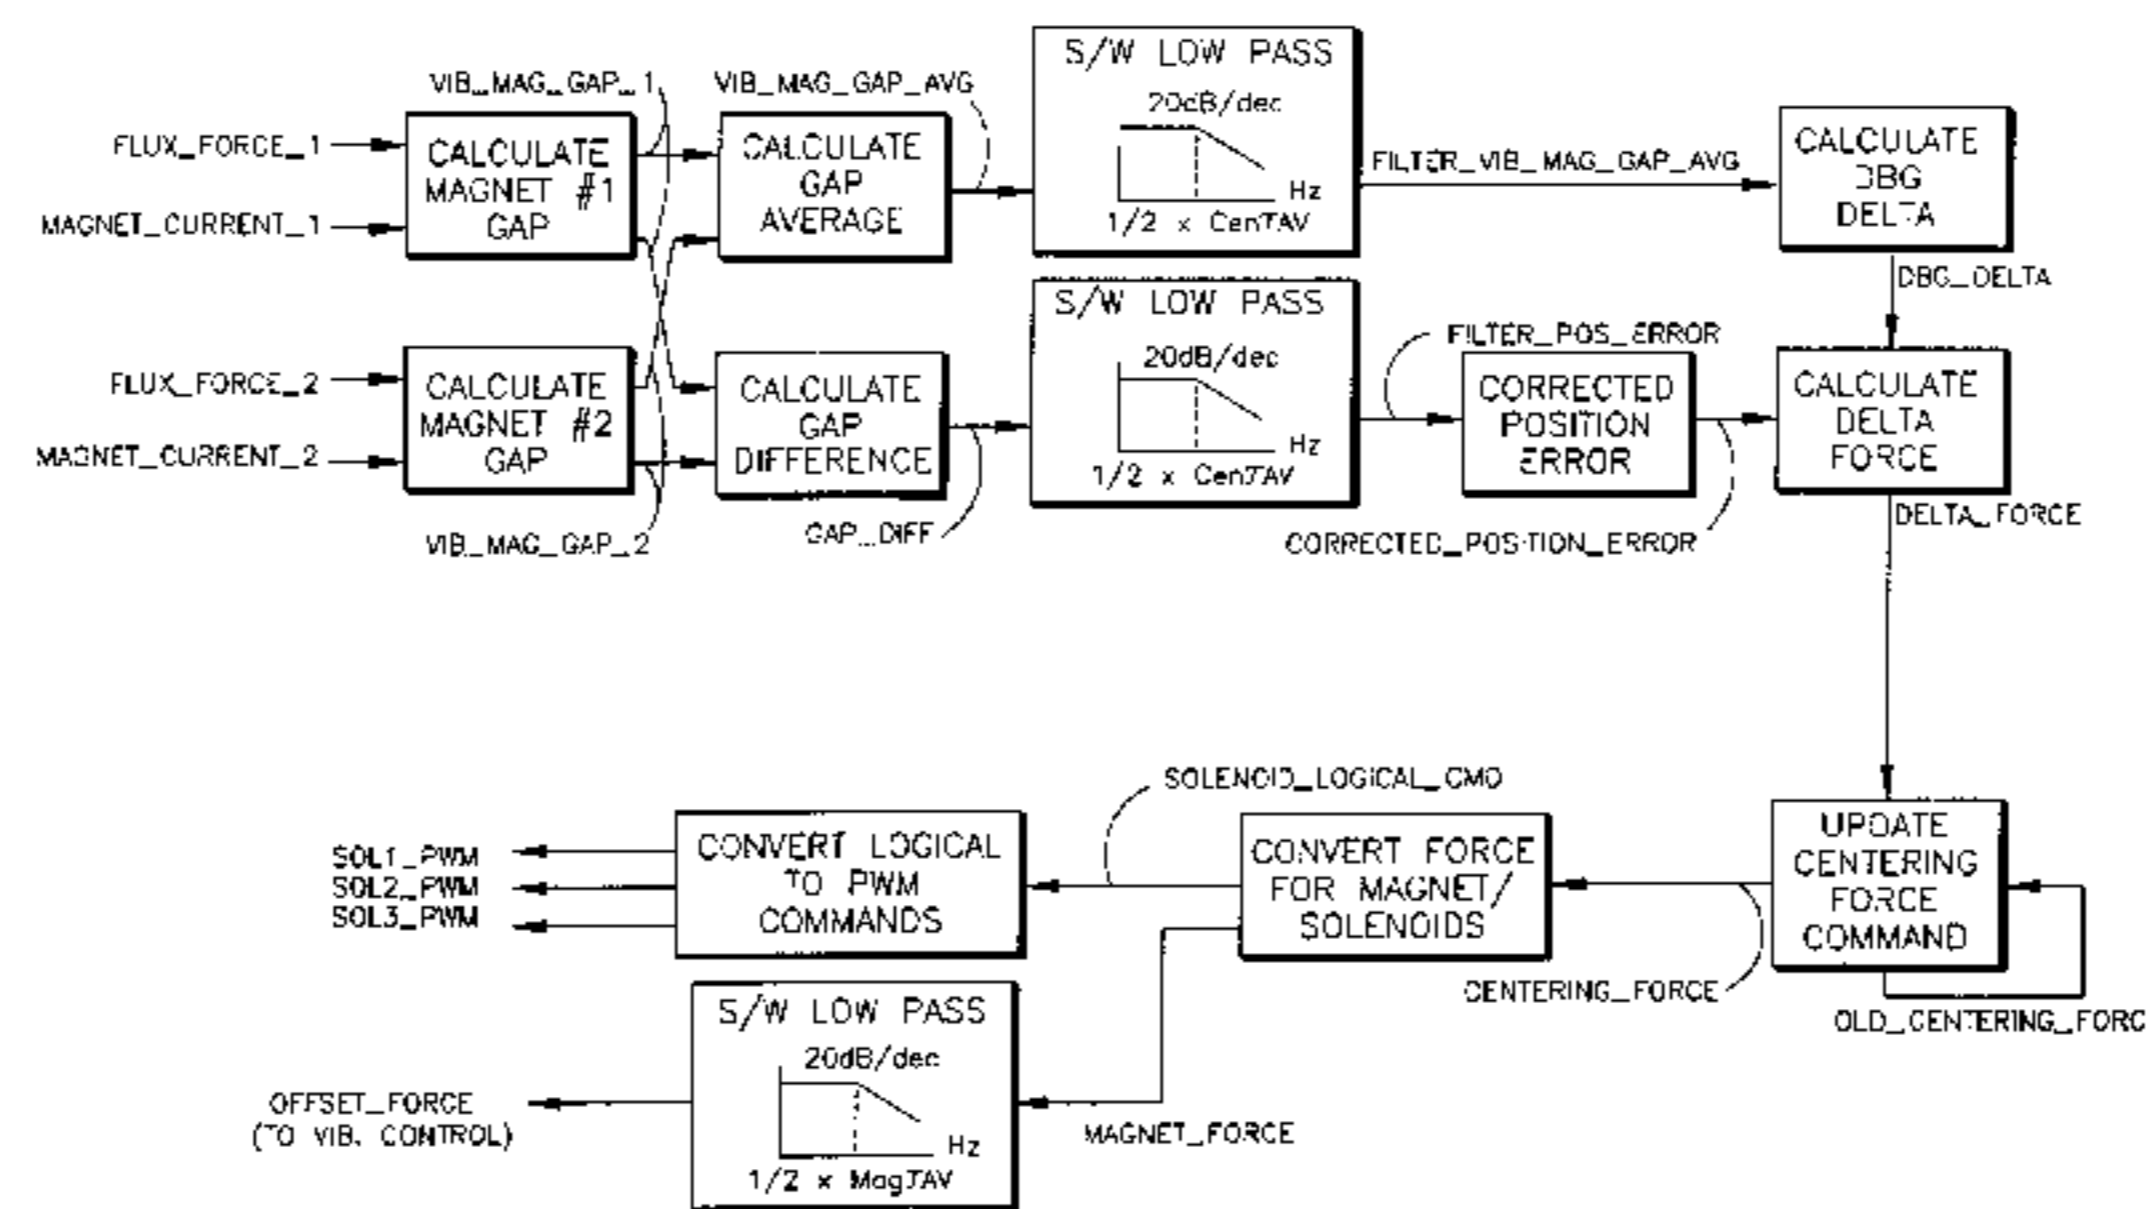 VIB_MAG_GAP_1
VIB_MAG_GAP_AVG
S/W LOW PASS
20dB/dec
Hz
1/2 x CenTAV
FLUX_FORCE_1
MAGNET_CURRENT_1
CALCULATE
MAGNET #1
GAP
CALCULATE
GAP
AVERAGE
FILTER_VIB_MAG_GAP_AVG
CALCULATE
DBG
DELTA
DBG_DELTA
FLUX_FORCE_2
MAGNET_CURRENT_2
CALCULATE
MAGNET #2
GAP
VIB_MAG_GAP_2
CALCULATE
GAP
DIFFERENCE
GAP_DIFF
S/W LOW PASS
20dB/dec
Hz
1/2 x CenTAV
FILTER_POS_ERROR
CORRECTED
POSITION
ERROR
CORRECTED_POSITION_ERROR
CALCULATE
DELTA
FORCE
DELTA_FORCE
UPDATE
CENTERING
FORCE
COMMAND
OLD_CENTERING_FORC
CENTERING_FORCE
CONVERT FORCE
FOR MAGNET/
SOLENOIDS
SOLENOID_LOGICAL_CMD
CONVERT LOGICAL
TO PWM
COMMANDS
SOL1_PWM
SOL2_PWM
SOL3_PWM
MAGNET_FORCE
S/W LOW PASS
20dB/dec
Hz
1/2 x MagTAV
OFFSET_FORCE
(TO VIB. CONTROL)